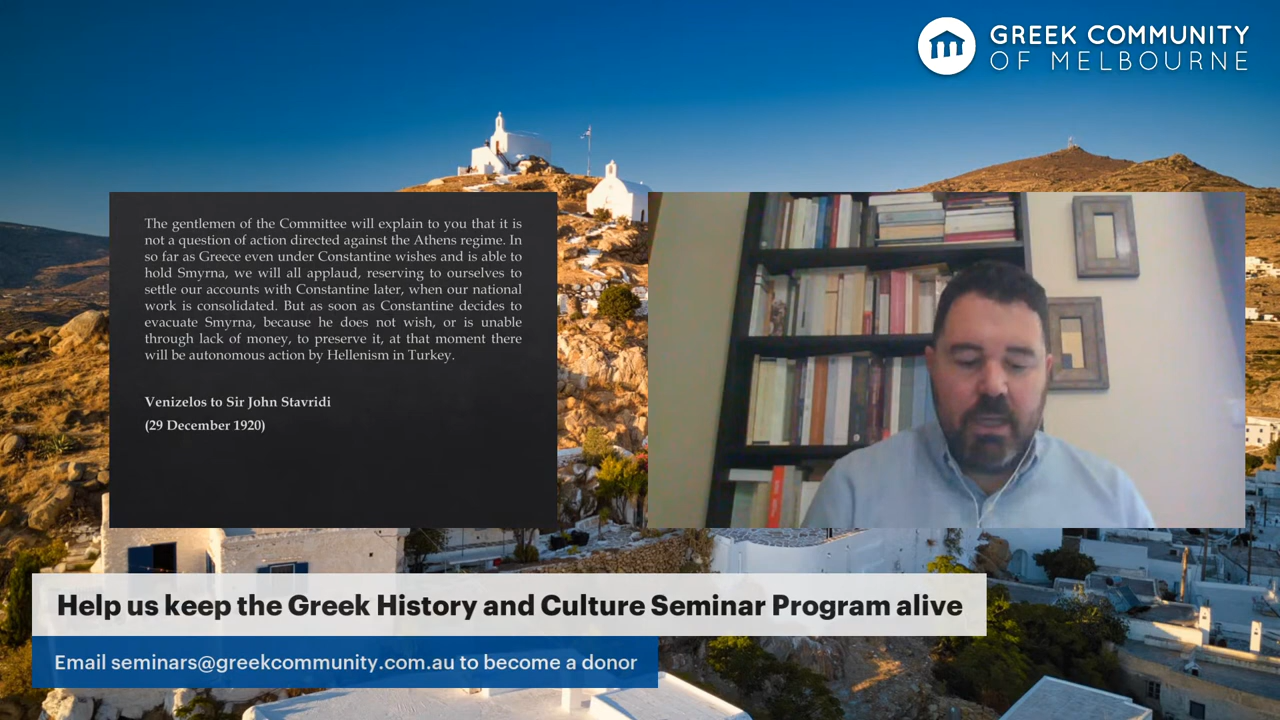 GREEK COMMUNITY
OF MELBOURNE
The gentlemen of the Committee will explain to you that it is
not a question of action directed against the Athens regime. In
so far as Greece even under Constantine wishes and is able to
hold Smyrna, we will all applaud, reserving to ourselves to
settle our accounts with Constantine later, when our national
work is consolidated. But as soon as Constantine decides to
evacuate Smyrna, because he does not wish, or is unable
through lack of money, to preserve it, at that moment there
will be autonomous action by Hellenism in Turkey.
Venizelos to Sir John Stavridi
(29 December 1920)
Help us keep the Greek History and Culture Seminar Program alive
Email seminars@greekcommunity.com.au to become a donor